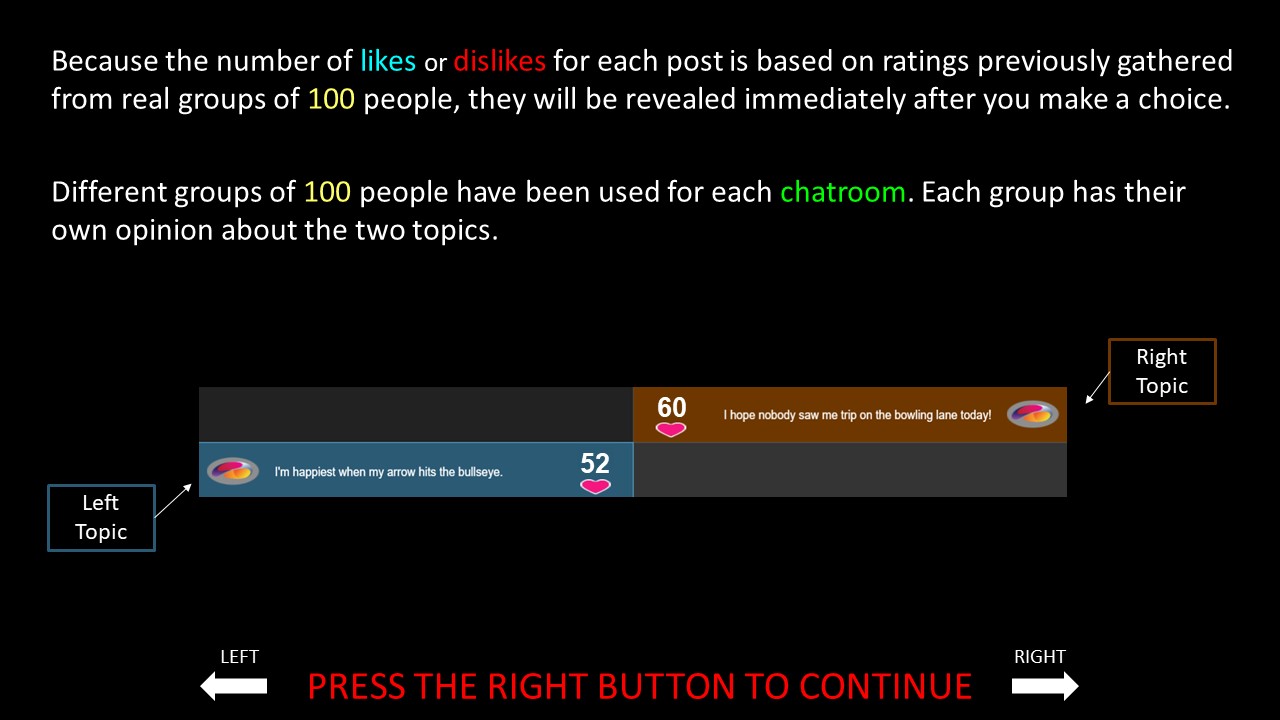 Because the number of likes or dislikes for each post is based on ratings previously gathered
from real groups of 100 people, they will be revealed immediately after you make a choice.
Different groups of 100 people have been used for each chatroom. Each group has their
own opinion about the two topics.
Right
Topic
60
I hope nobody saw me trip on the bowling lane today!
I'm happiest when my arrow hits the bullseye.
52
Left
Topic
LEFT
RIGHT
PRESS THE RIGHT BUTTON TO CONTINUE